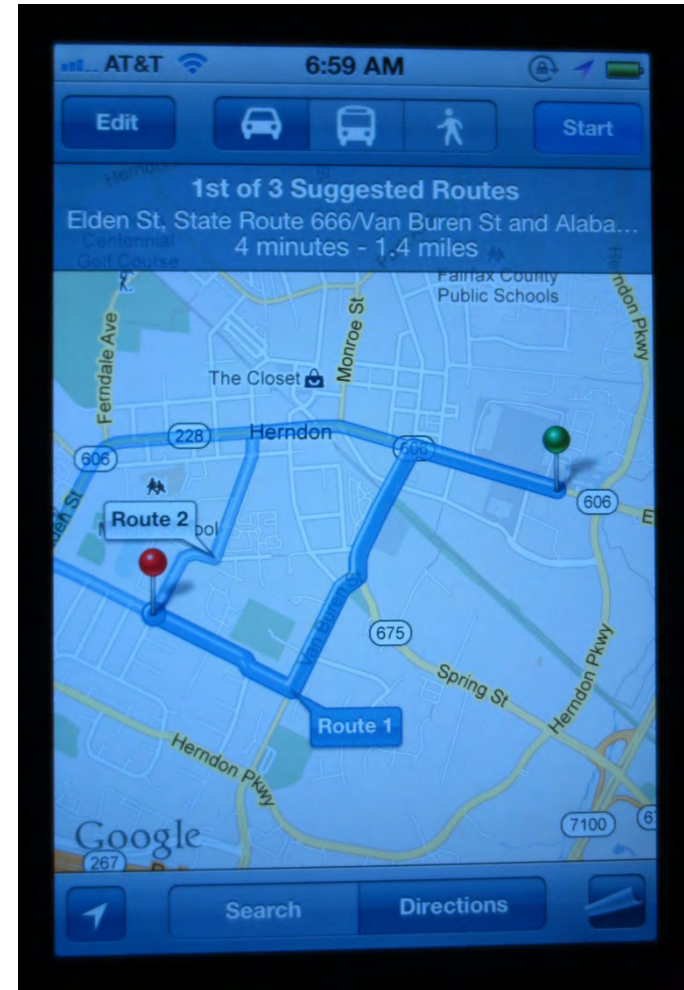 AT&T 6:59 AM
Edit Start
1st of 3 Suggested Routes
Elden St, State Route 666/Van Buren St and Alaba...
4 minutes - 1.4 miles
Herndon
Centennial
Golf Course
Fairfax County
Public Schools
Herndon Pkwy
Ferndale Ave
Monroe St
The Closet
228
Herndon
606
606
606
E
Route 2
ool
Van Buren St
675
Spring St
Herndon Pkwy
Route 1
Herndon Pkwy
Google
7100
267
Search Directions